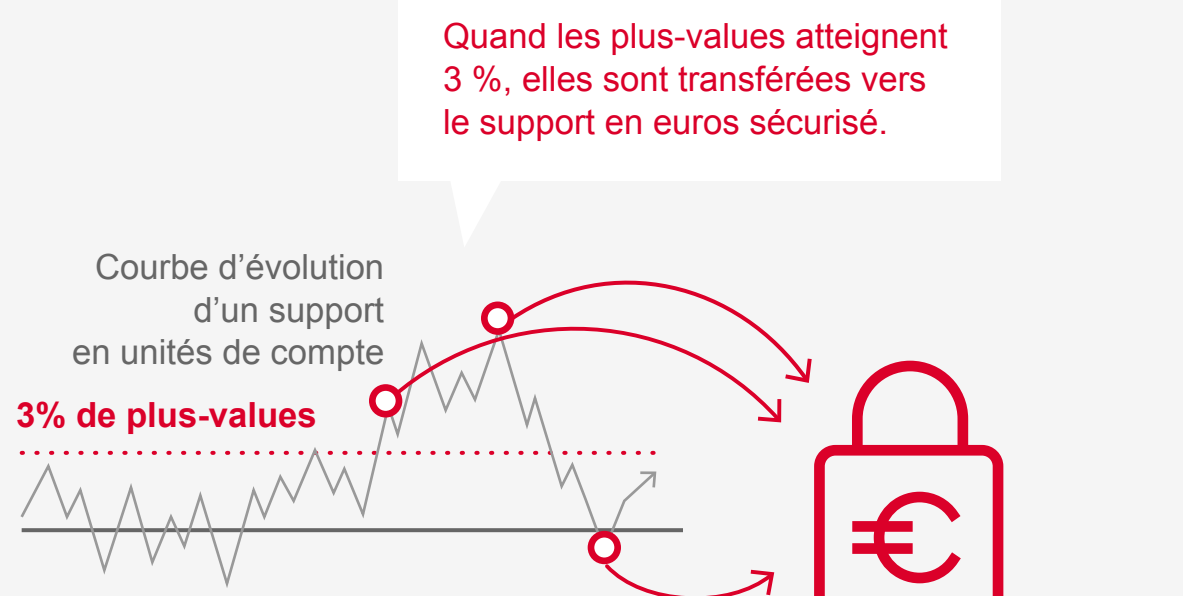 Quand les plus-values atteignent
3 %, elles sont transférées vers
le support en euros sécurisé.
Courbe d’évolution
d’un support
en unités de compte
3% de plus-values
€